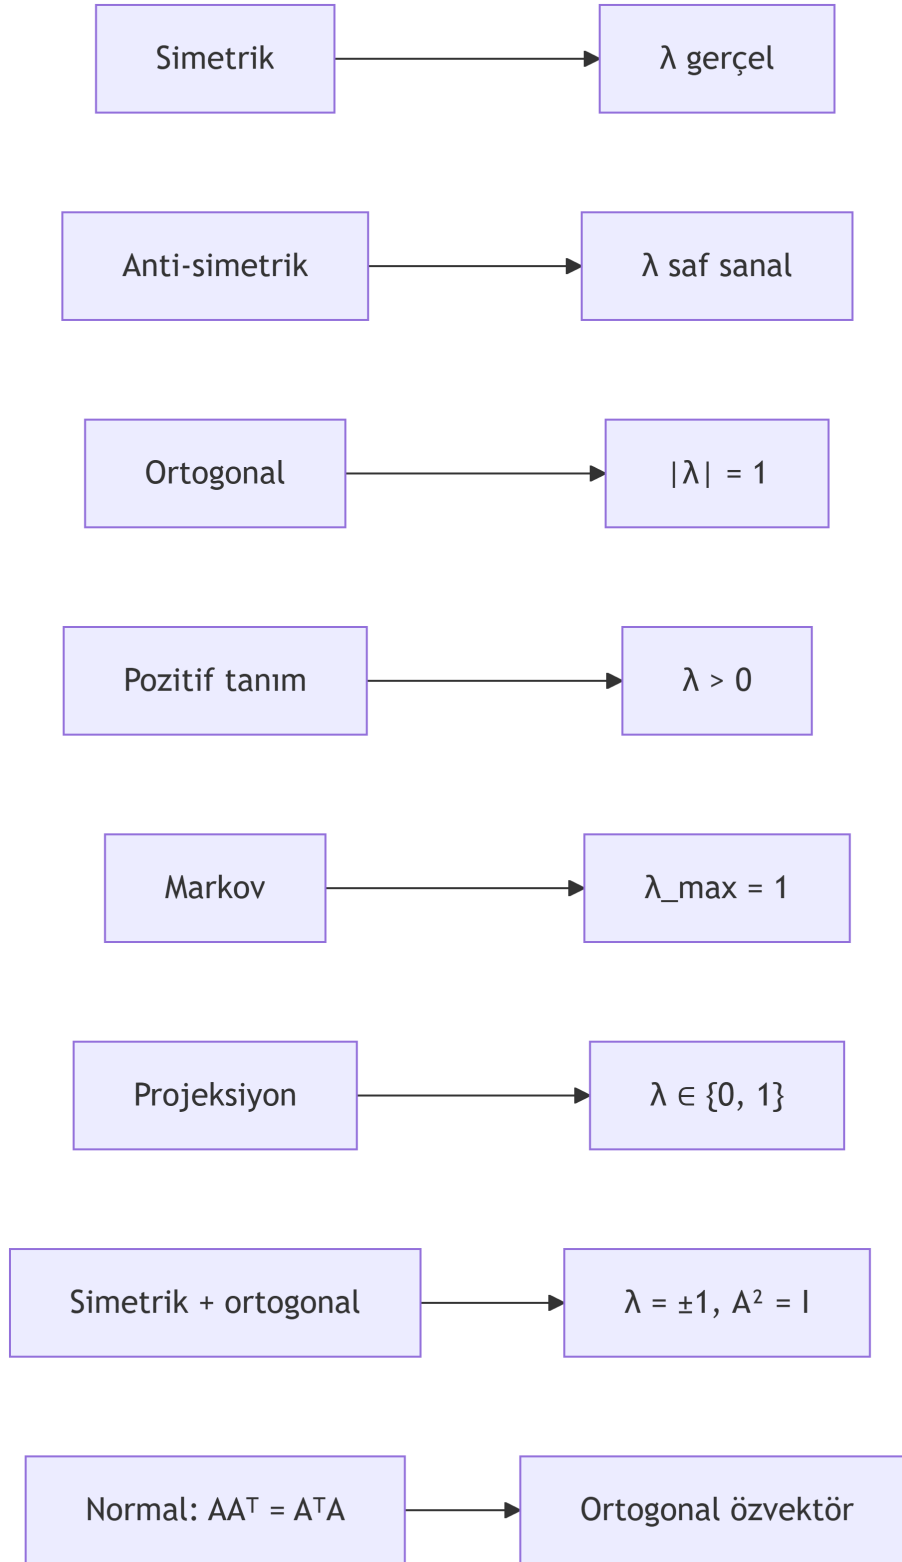 Simetrik
λ gerçel
Anti-simetrik
λ saf sanal
Ortogonal
|λ| = 1
Pozitif tanım
λ > 0
Markov
λ_max = 1
Projeksiyon
λ ∈ {0, 1}
Simetrik + ortogonal
λ = ±1, A² = I
Normal: AAᵀ = AᵀA
Ortogonal özvektör